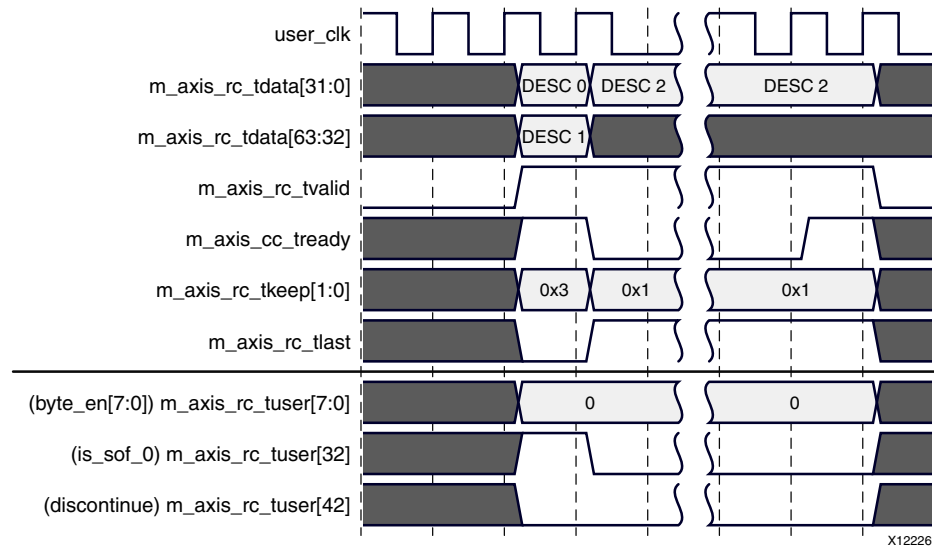 user_clk
m_axis_rc_tdata[31:0] DESC 0 DESC 2 DESC 2
m_axis_rc_tdata[63:32] DESC 1
m_axis_rc_tvalid
m_axis_cc_tready
m_axis_rc_tkeep[1:0] 0x3 0x1 0x1
m_axis_rc_tlast
(byte_en[7:0]) m_axis_rc_tuser[7:0] 0 0
(is_sof_0) m_axis_rc_tuser[32]
(discontinue) m_axis_rc_tuser[42]
X12226